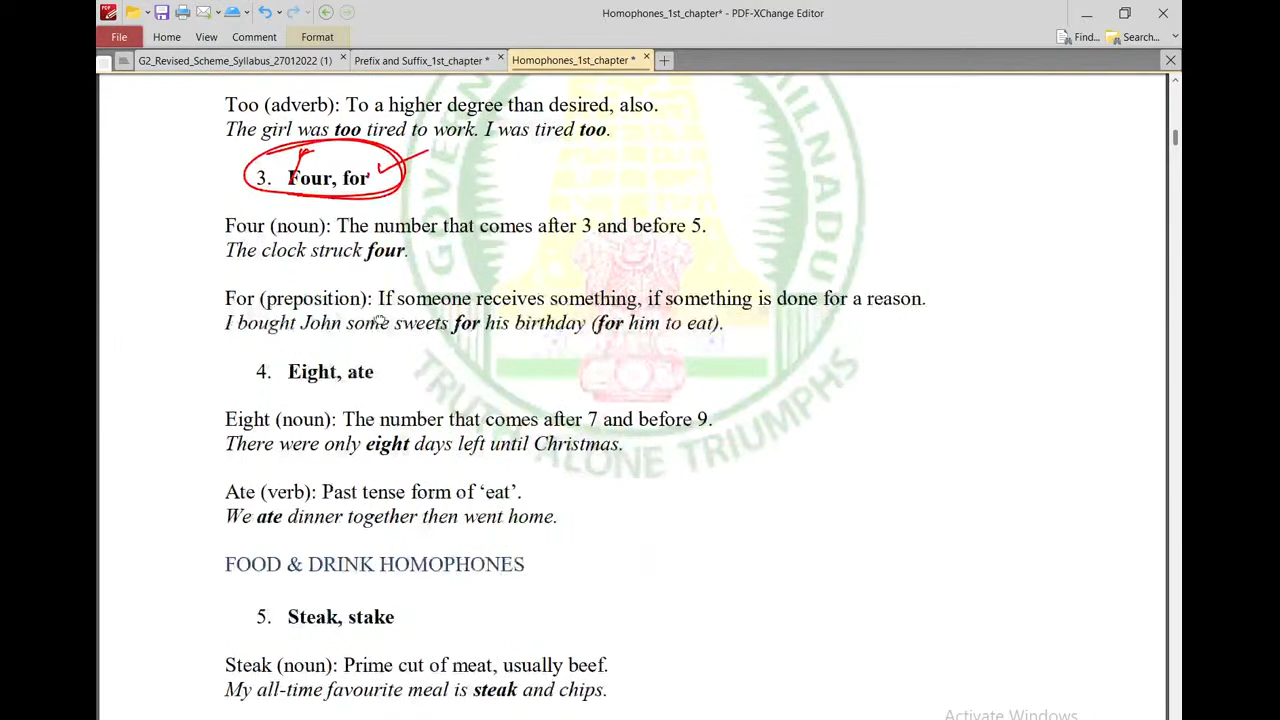 Homophones_1st_chapter* - PDF-XChange Editor
File Home View Comment Format Find... Search...
G2_Revised_Scheme_Syllabus_27012022 (1) Prefix and Suffix_1st_chapter * Homophones_1st_chapter *
Too (adverb): To a higher degree than desired, also.
The girl was too tired to work. I was tired too.
3. Four, for
Four (noun): The number that comes after 3 and before 5.
The clock struck four.
For (preposition): If someone receives something, if something is done for a reason.
I bought John some sweets for his birthday (for him to eat).
4. Eight, ate
Eight (noun): The number that comes after 7 and before 9.
There were only eight days left until Christmas.
Ate (verb): Past tense form of ‘eat’.
We ate dinner together then went home.
FOOD & DRINK HOMOPHONES
5. Steak, stake
Steak (noun): Prime cut of meat, usually beef.
My all-time favourite meal is steak and chips.
Activate Windows
TRUTH ALONE TRIUMPHS